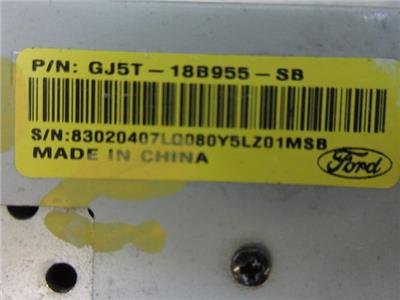 P/N: GJ5T-18B955-SB
S/N:83020407LQ080Y5LZ01MSB
MADE IN CHINA
Ford